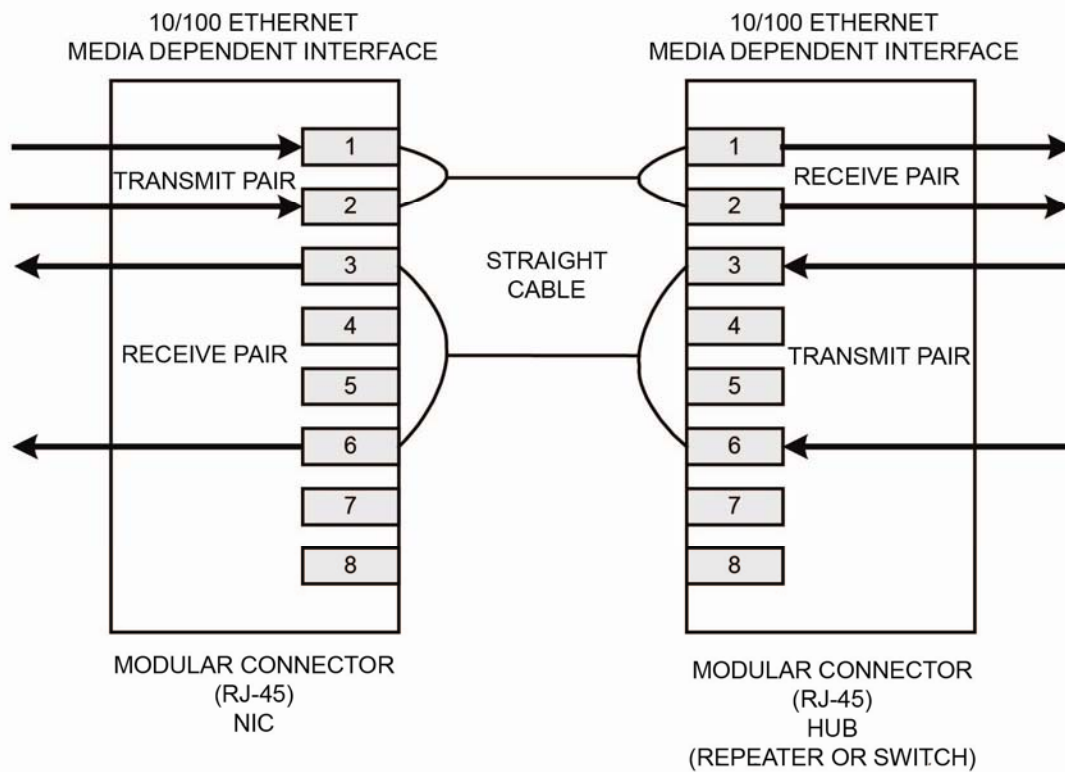 10/100 ETHERNET
MEDIA DEPENDENT INTERFACE
10/100 ETHERNET
MEDIA DEPENDENT INTERFACE
1
TRANSMIT PAIR
2
3
4
RECEIVE PAIR
5
6
7
8
STRAIGHT
CABLE
1
RECEIVE PAIR
2
3
4
TRANSMIT PAIR
5
6
7
8
MODULAR CONNECTOR
(RJ-45)
NIC
MODULAR CONNECTOR
(RJ-45)
HUB
(REPEATER OR SWITCH)